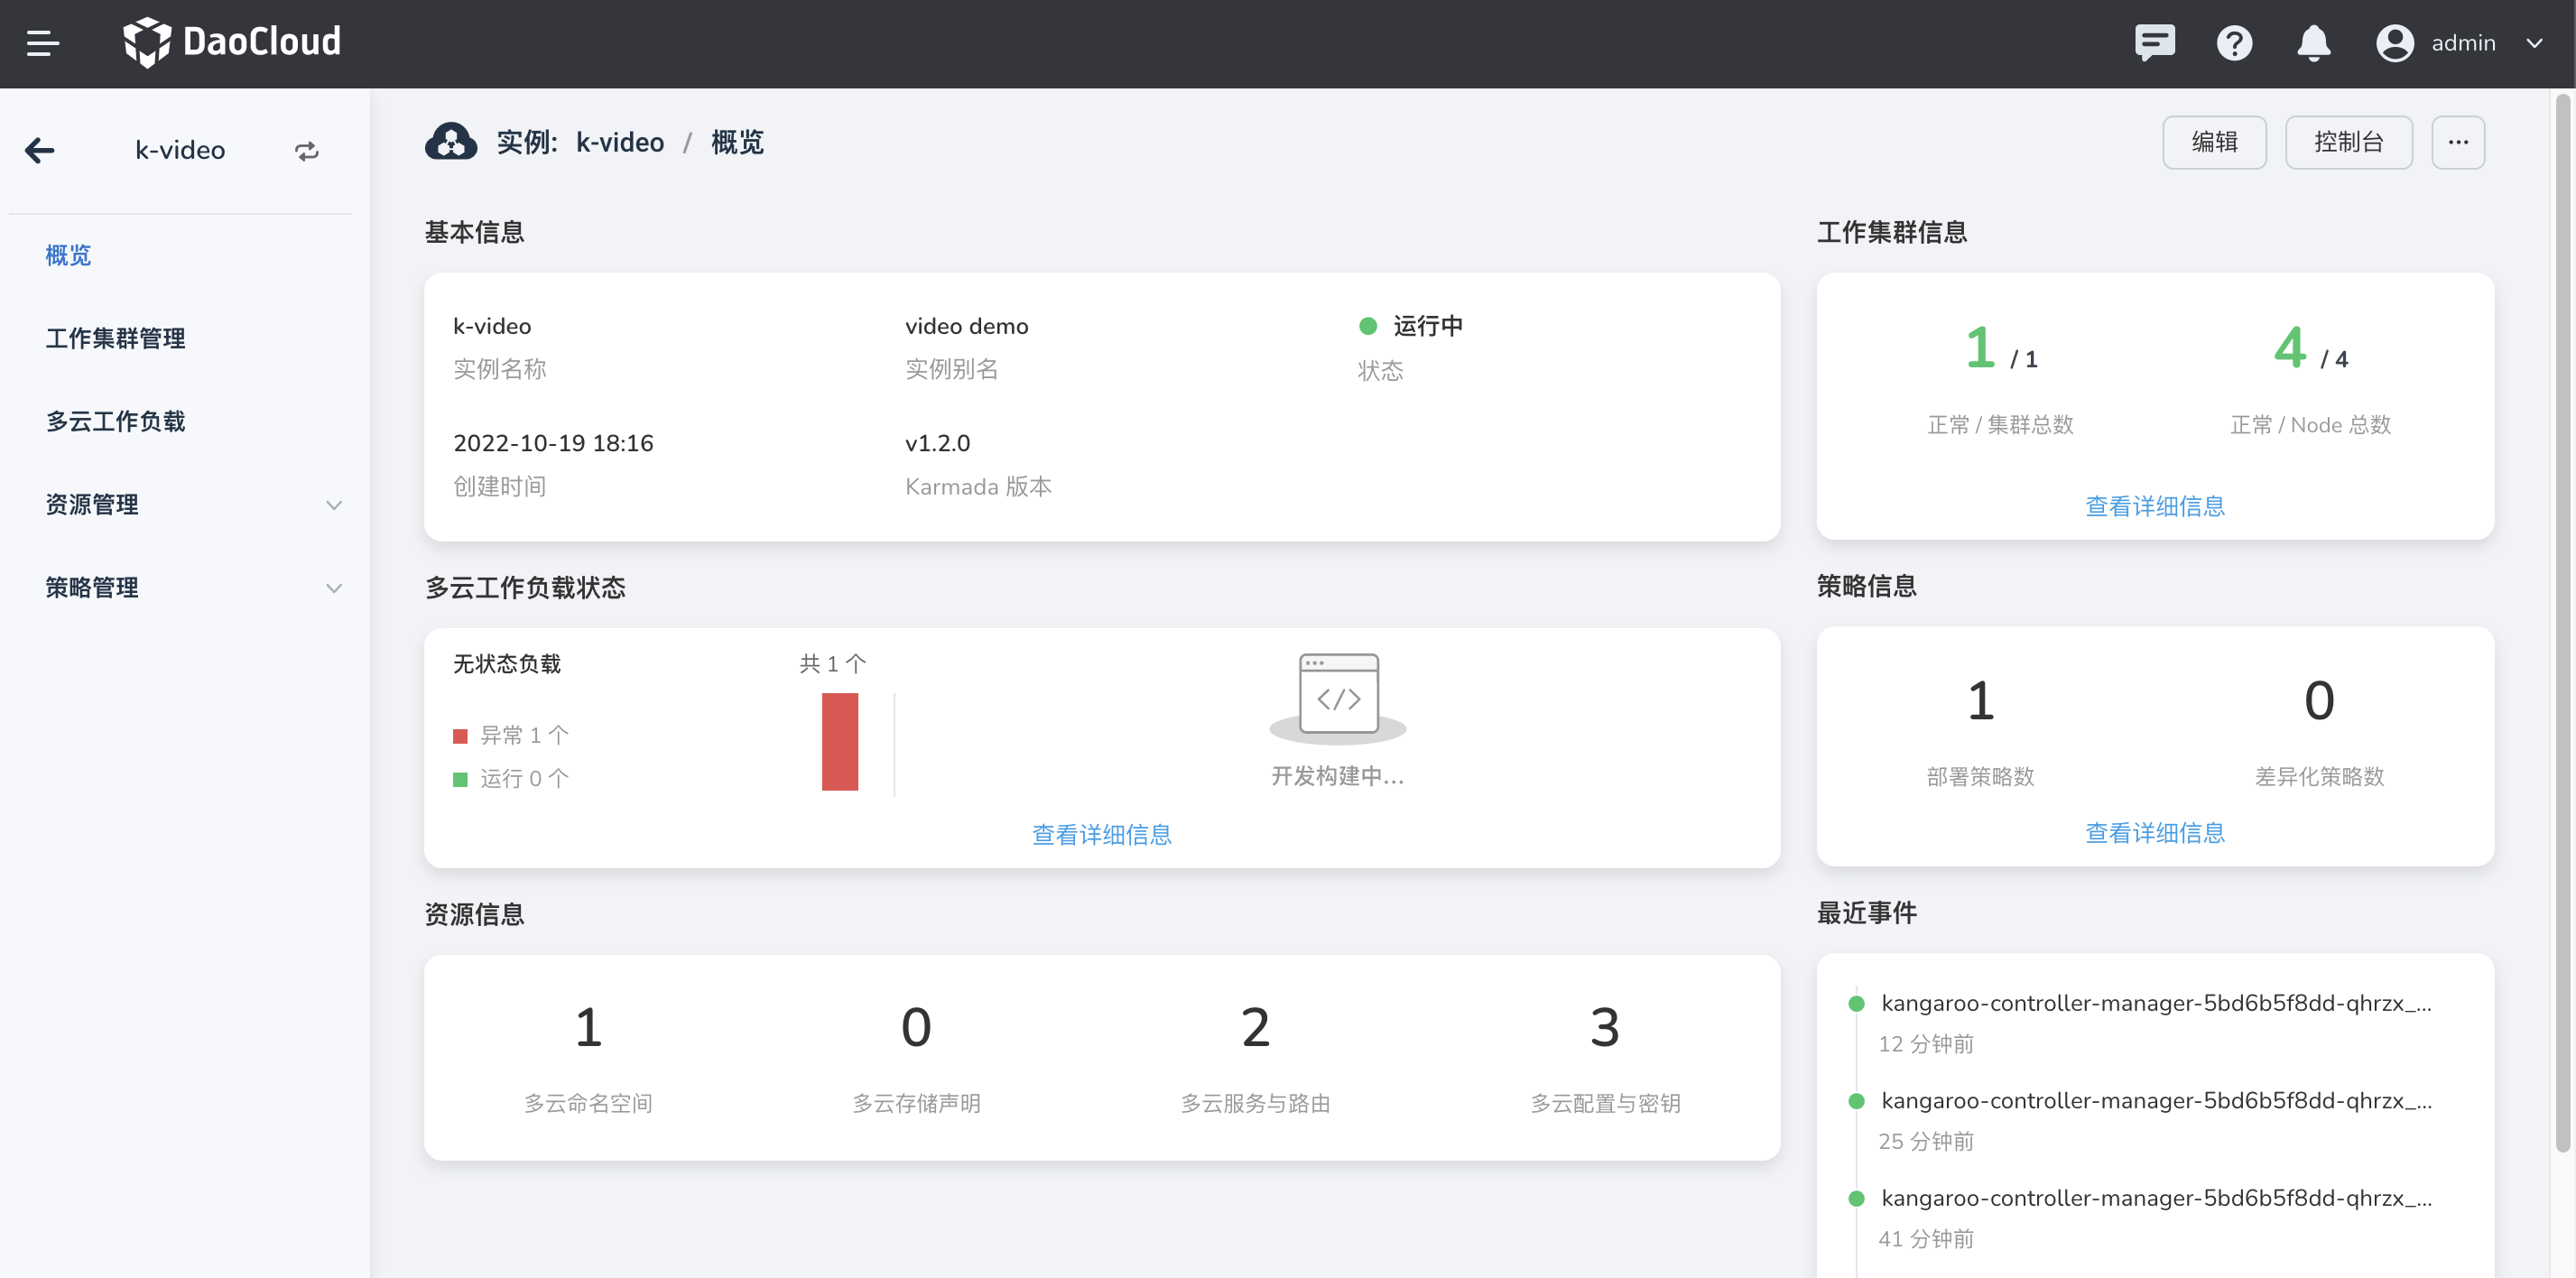 DaoCloud
admin
k-video
概览
工作集群管理
多云工作负载
资源管理
策略管理
实例: k-video / 概览
编辑
控制台
基本信息
k-video
实例名称
video demo
实例别名
运行中
状态
2022-10-19 18:16
创建时间
v1.2.0
Karmada 版本
工作集群信息
1 / 1
正常 / 集群总数
4 / 4
正常 / Node 总数
查看详细信息
多云工作负载状态
无状态负载
共 1 个
异常 1 个
运行 0 个
</>
开发构建中...
查看详细信息
策略信息
1
部署策略数
0
差异化策略数
查看详细信息
资源信息
1
多云命名空间
0
多云存储声明
2
多云服务与路由
3
多云配置与密钥
最近事件
kangaroo-controller-manager-5bd6b5f8dd-qhrzx_...
12 分钟前
kangaroo-controller-manager-5bd6b5f8dd-qhrzx_...
25 分钟前
kangaroo-controller-manager-5bd6b5f8dd-qhrzx_...
41 分钟前